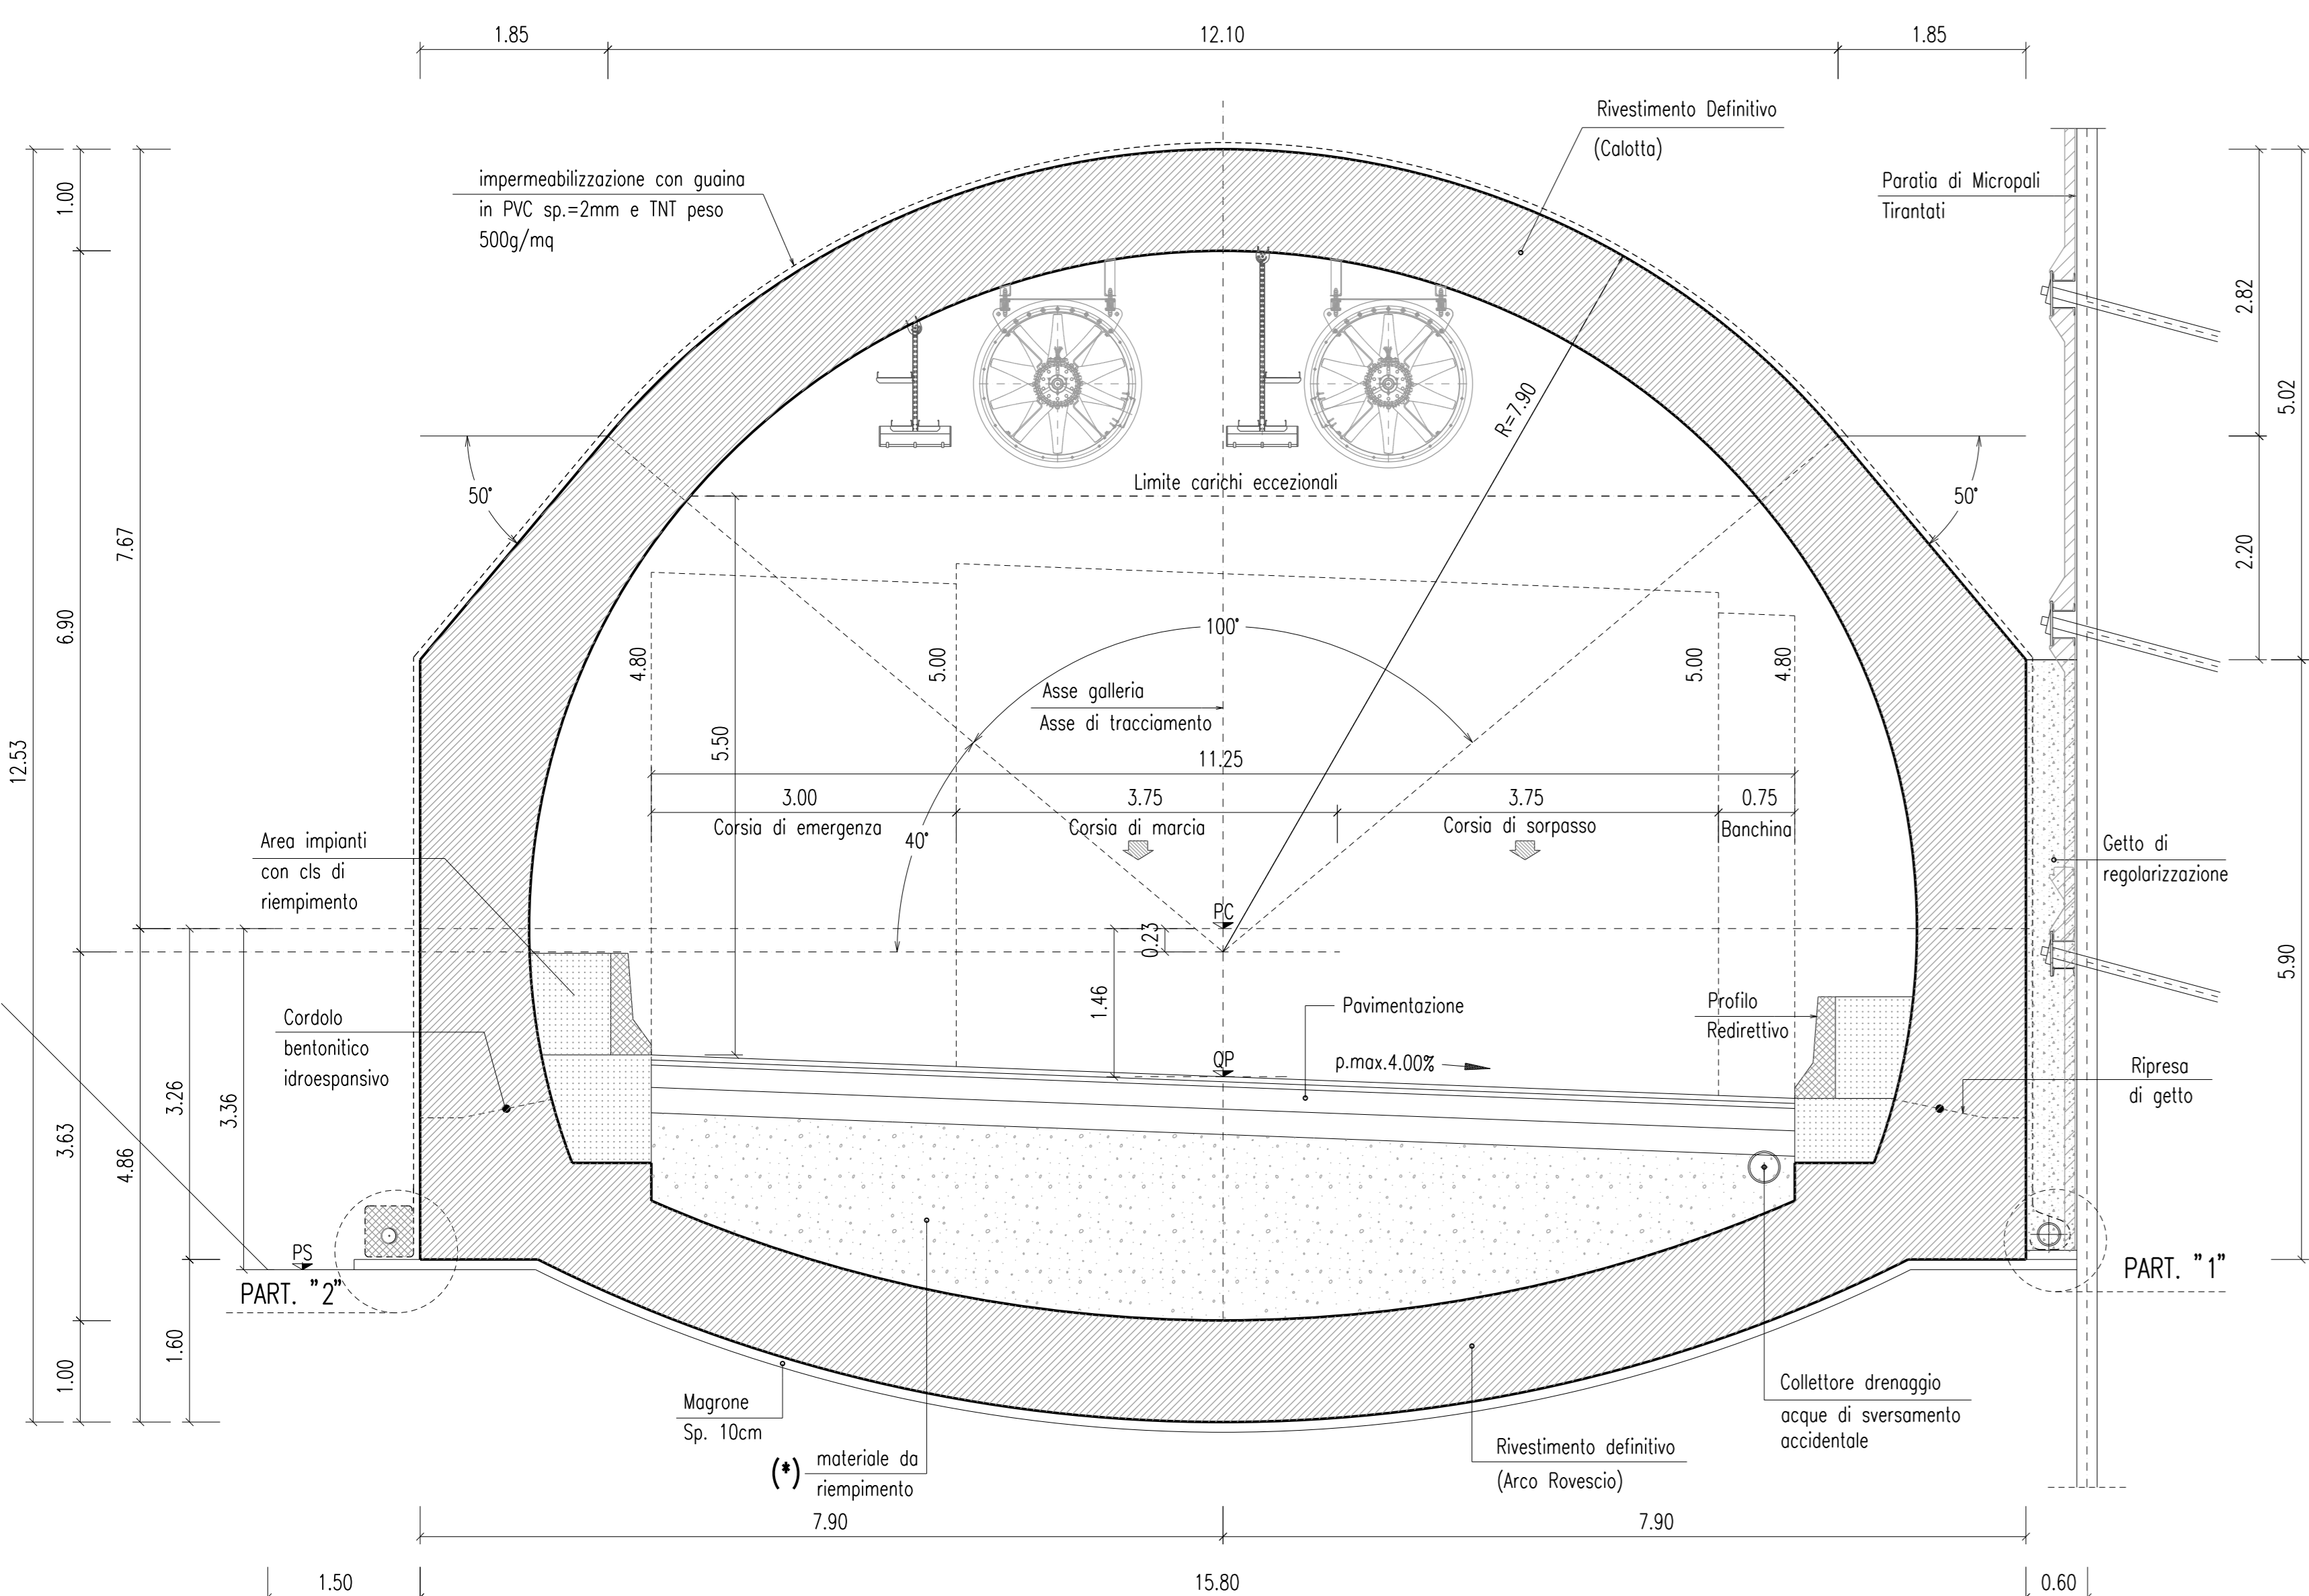 1.85
12.10
1.85
Rivestimento Definitivo
(Calotta)
impermeabilizzazione con guaina
in PVC sp.=2mm e TNT peso
500g/mq
Paratia di Micropali
Tirantati
1.00
2.82
5.02
R=7.90
Limite carichi eccezionali
50°
50°
7.67
2.20
6.90
100°
4.80
5.00
5.00
4.80
Asse galleria
Asse di tracciamento
12.53
5.50
11.25
3.00
3.75
3.75
0.75
Corsia di emergenza
Corsia di marcia
Corsia di sorpasso
Banchina
40°
Area impianti
con cls di
riempimento
Getto di
regolarizzazione
PC
0.23
5.90
1.46
Pavimentazione
Profilo
Redirettivo
Cordolo
bentonitico
idroespansivo
QP
p.max.4.00%
Ripresa
di getto
3.26
3.36
3.63
4.86
PS
PART. "2"
PART. "1"
1.60
1.00
Magrone
Sp. 10cm
Collettore drenaggio
acque di sversamento
accidentale
(*) materiale da
riempimento
Rivestimento definitivo
(Arco Rovescio)
7.90
7.90
1.50
15.80
0.60